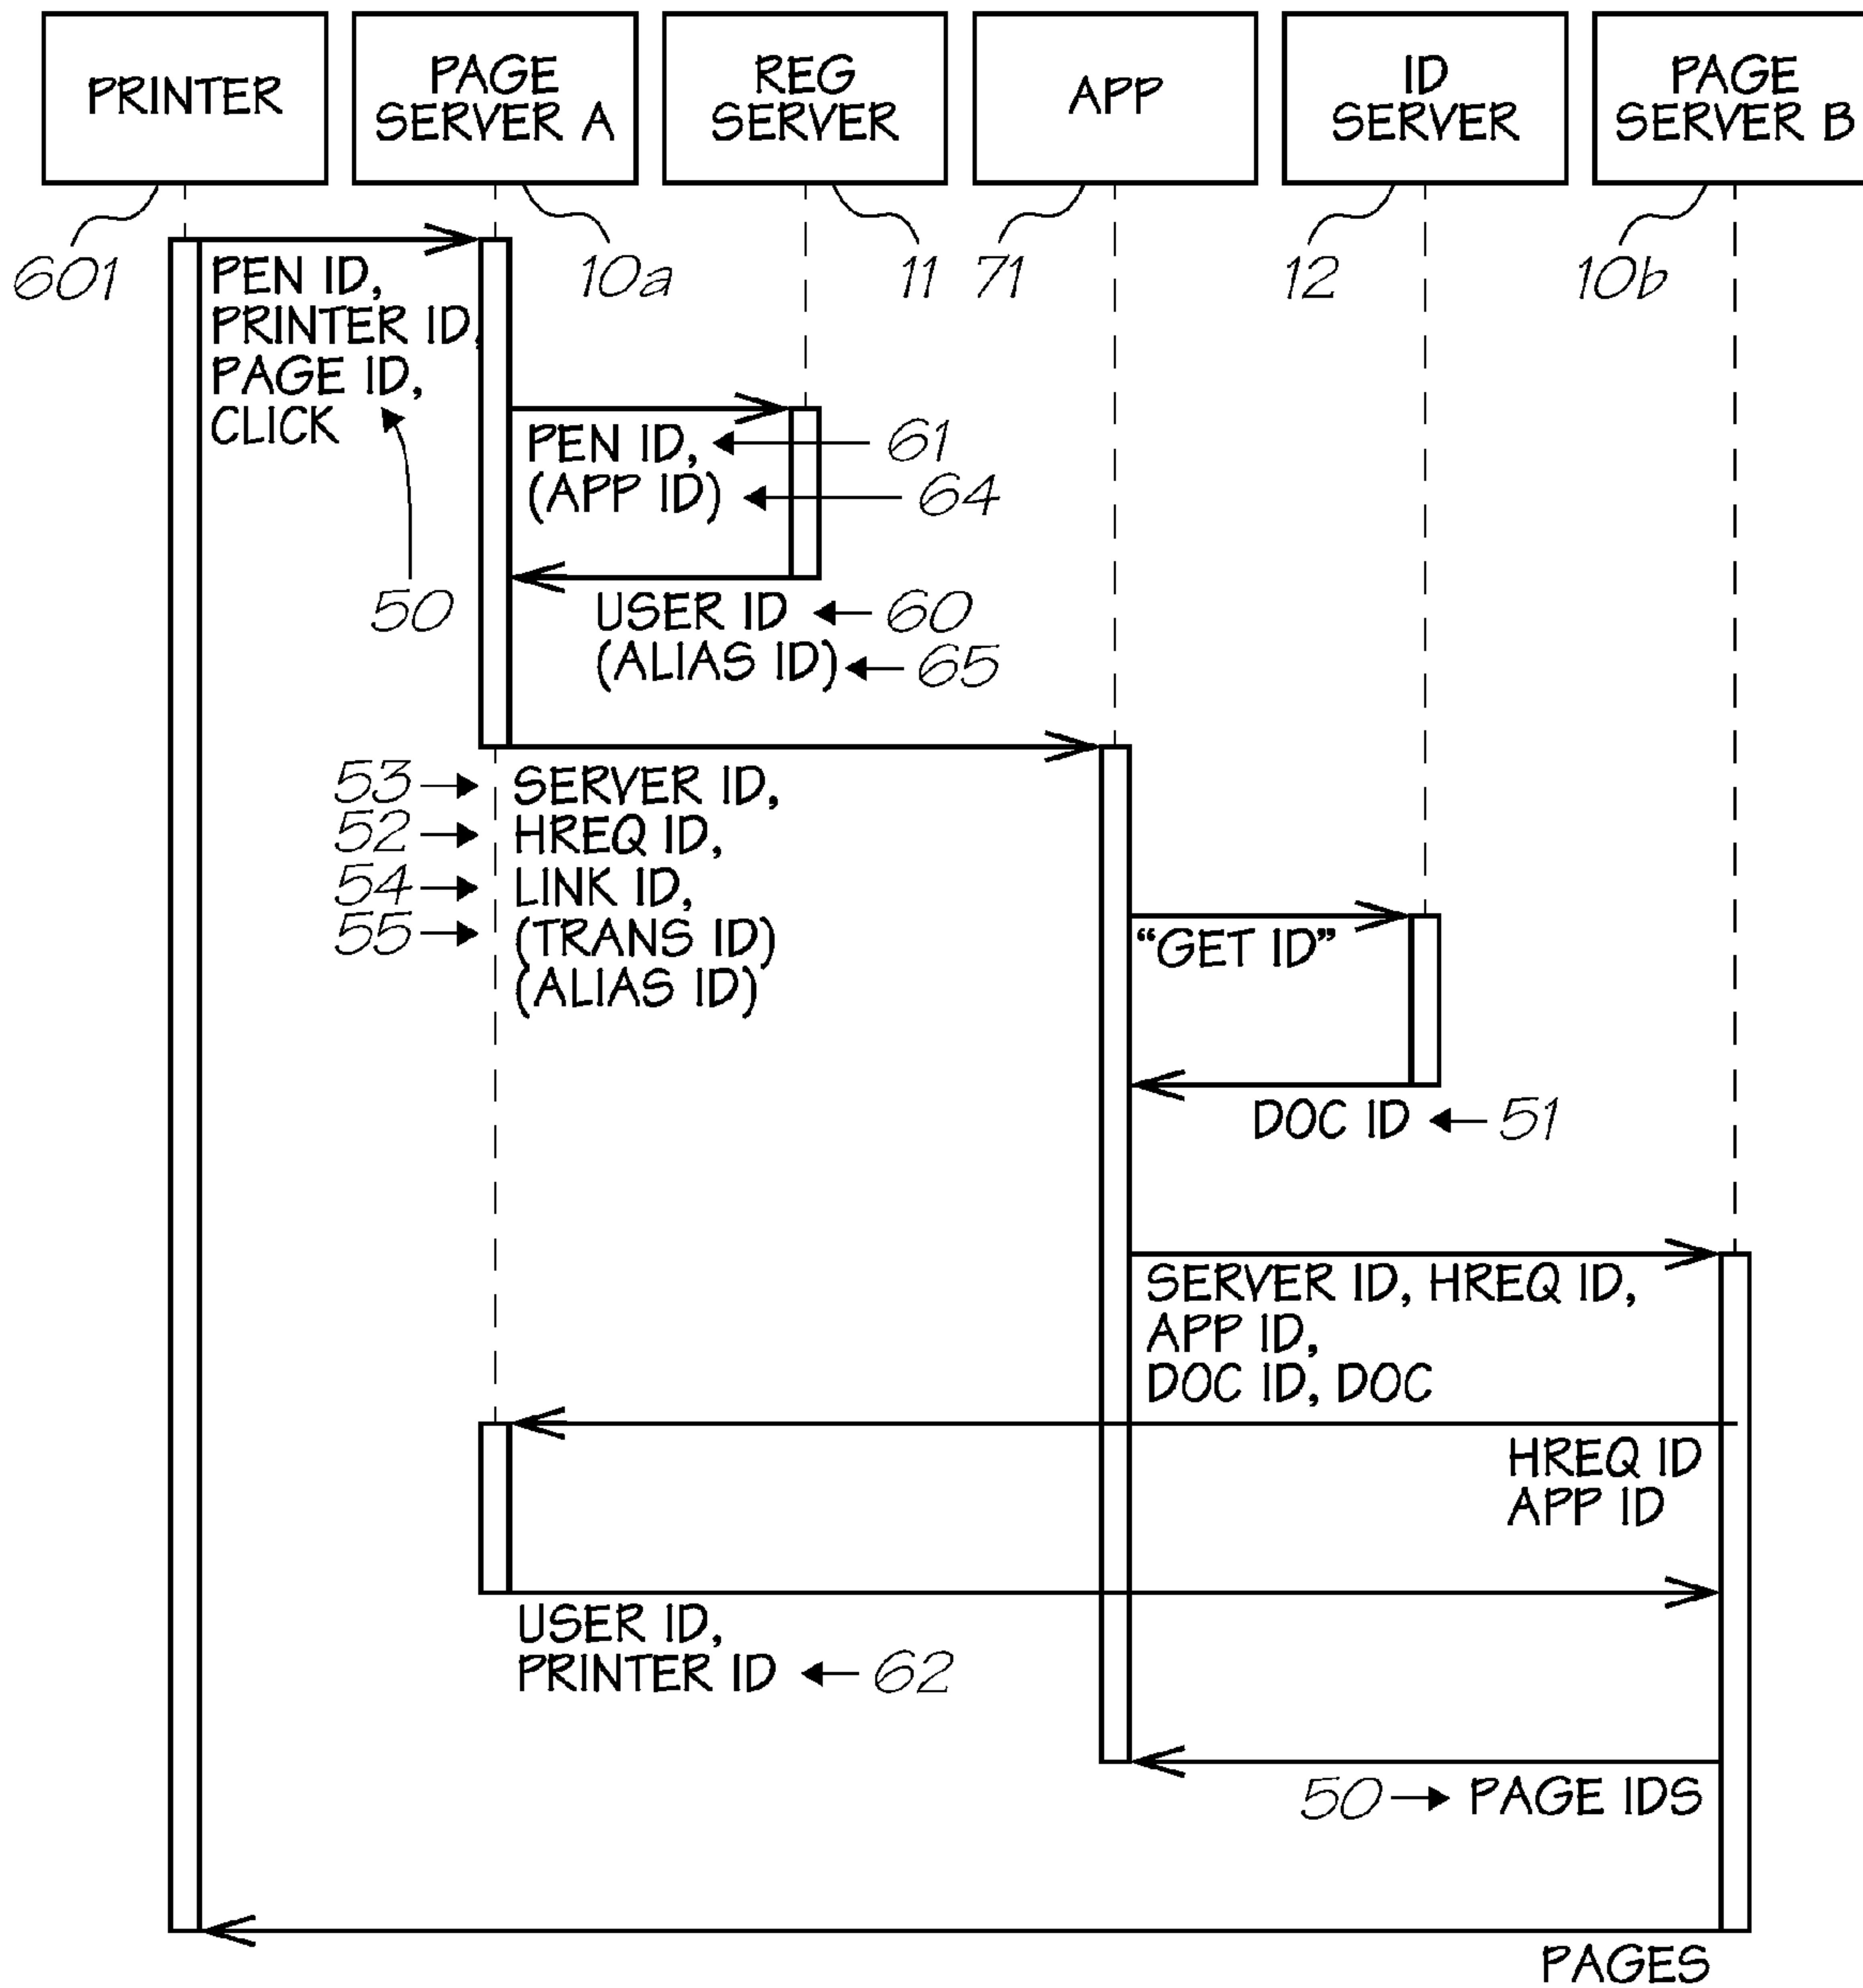 PRINTER
PAGE
SERVER A
REG
SERVER
APP
ID
SERVER
PAGE
SERVER B
601
10a
11
71
12
10b
PEN ID,
PRINTER ID,
PAGE ID,
CLICK
50
PEN ID,
61
(APP ID)
64
USER ID
60
(ALIAS ID)
65
53
SERVER ID,
52
HREQ ID,
54
LINK ID,
55
(TRANS ID)
(ALIAS ID)
"GET ID"
DOC ID
51
SERVER ID, HREQ ID,
APP ID,
DOC ID, DOC
HREQ ID
APP ID
USER ID,
PRINTER ID
62
50
PAGE IDS
PAGES